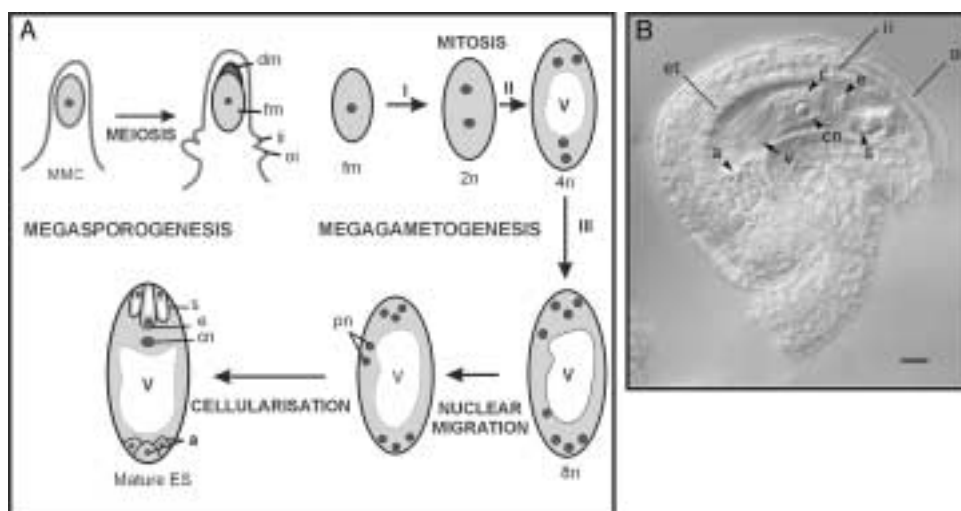 A
MITOSIS
dm
I
II
fm
V
MEIOSIS
ii
oi
MMC
fm
2n
4n
MEGASPOROGENESIS
MEGAGAMETOGENESIS
III
s
e
cn
pn
V
V
V
CELLULARISATION
NUCLEAR
MIGRATION
a
Mature ES
8n
B
ii
et
e
cn
a
v
s